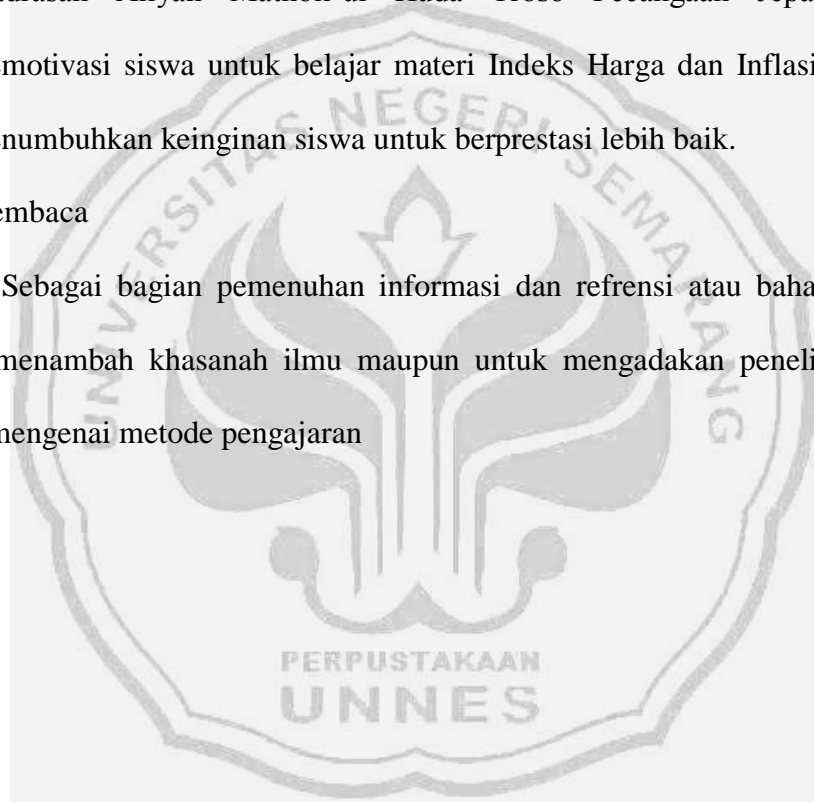 motivasi siswa untuk belajar materi Indeks Harga dan Inflasi
numbuhkan keinginan siswa untuk berprestasi lebih baik.
embaca
Sebagai bagian pemenuhan informasi dan refrensi atau baha
menambah khasanah ilmu maupun untuk mengadakan peneli
mengenai metode pengajaran
UNIVERSITAS NEGERI SEMARANG
PERPUSTAKAAN
UNNES